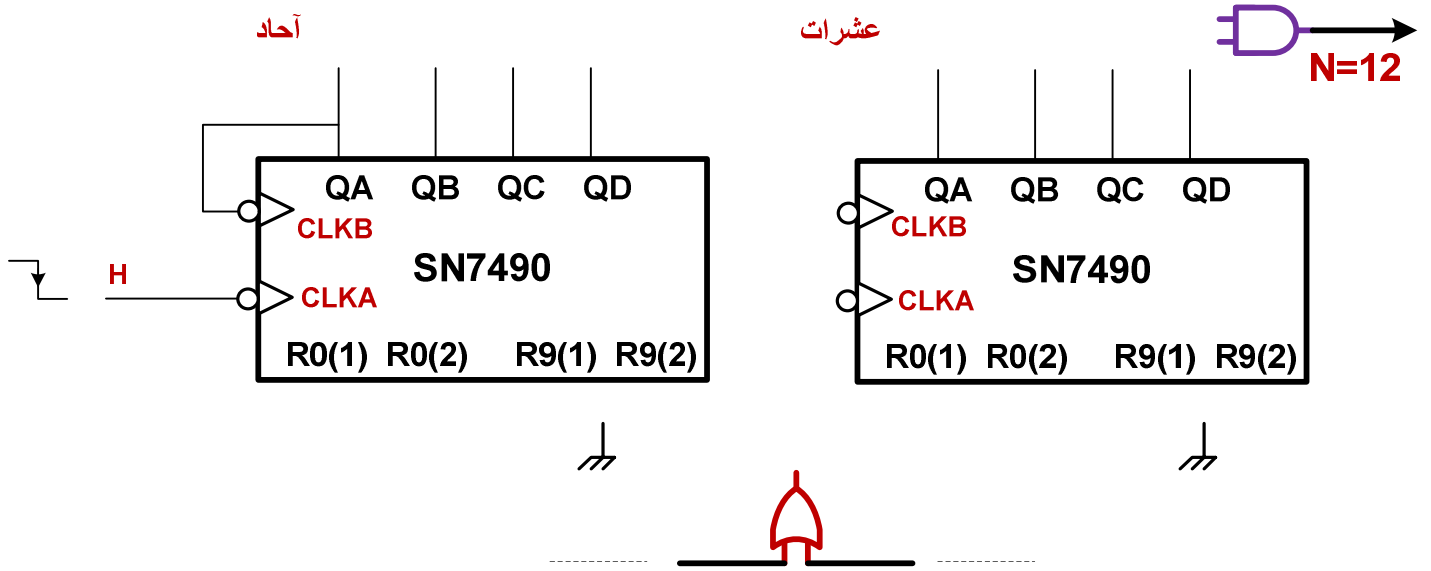 آحاد
عشرات
N=12
QA QB QC QD
CLKB
SN7490
H
CLKA
R0(1) R0(2) R9(1) R9(2)
QA QB QC QD
CLKB
SN7490
CLKA
R0(1) R0(2) R9(1) R9(2)